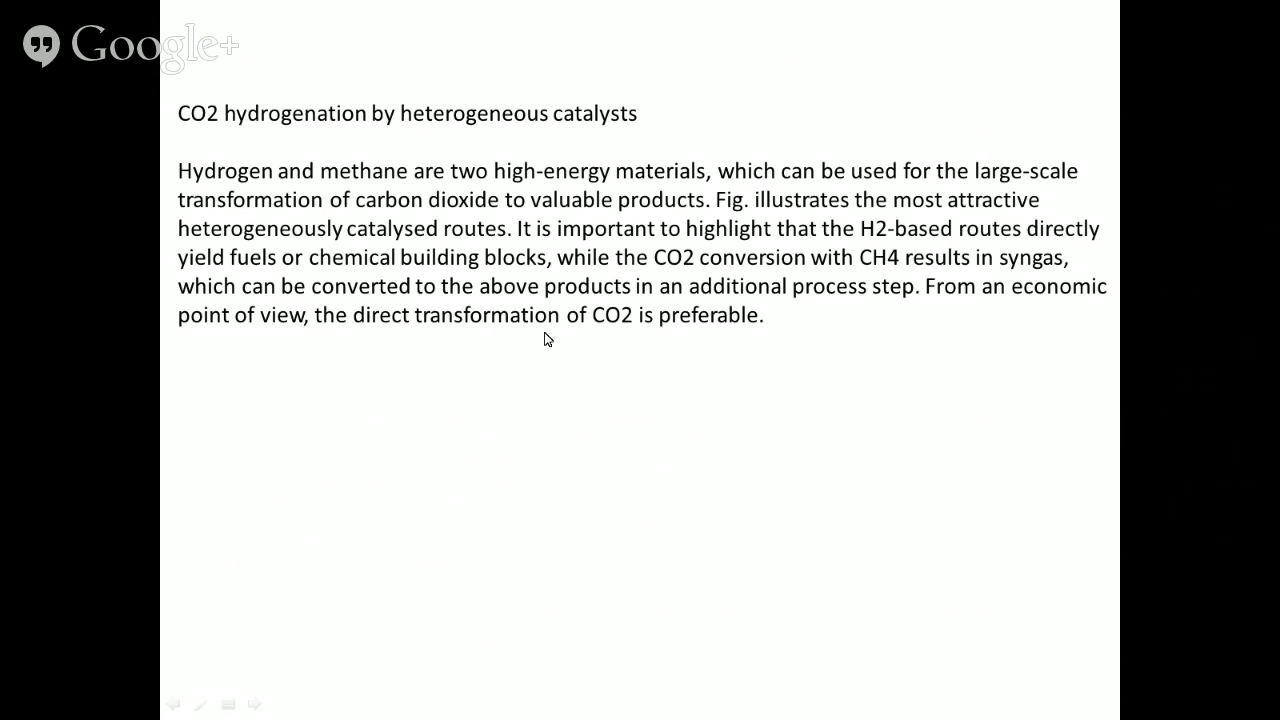 Google+
CO2 hydrogenation by heterogeneous catalysts
Hydrogen and methane are two high-energy materials, which can be used for the large-scale
transformation of carbon dioxide to valuable products. Fig. illustrates the most attractive
heterogeneously catalysed routes. It is important to highlight that the H2-based routes directly
yield fuels or chemical building blocks, while the CO2 conversion with CH4 results in syngas,
which can be converted to the above products in an additional process step. From an economic
point of view, the direct transformation of CO2 is preferable.